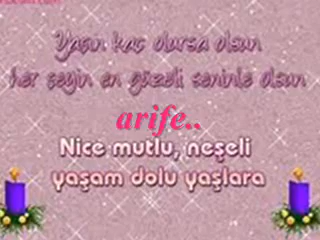 Yaşın kaç olursa olsun
her şeyin en güzeli seninle olsun
arife..
Nice mutlu, neşeli
yaşam dolu yaşlara